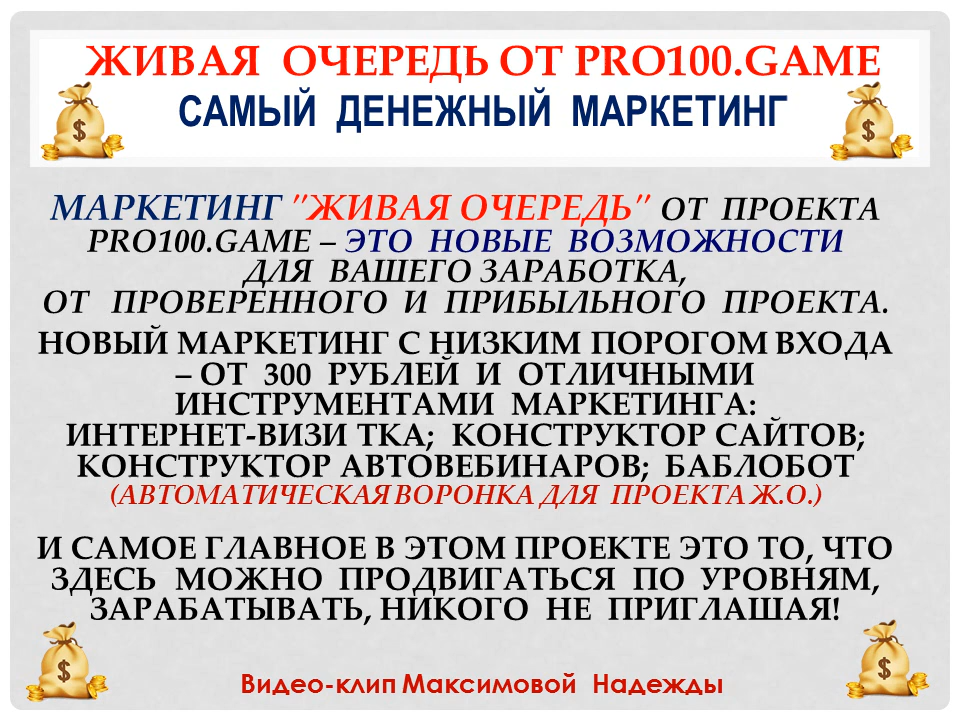 ЖИВАЯ ОЧЕРЕДЬ ОТ PRO100.GAME
САМЫЙ ДЕНЕЖНЫЙ МАРКЕТИНГ
МАРКЕТИНГ "ЖИВАЯ ОЧЕРЕДЬ" ОТ ПРОЕКТА
PRO100.GAME – ЭТО НОВЫЕ ВОЗМОЖНОСТИ
ДЛЯ ВАШЕГО ЗАРАБОТКА,
ОТ ПРОВЕРЕННОГО И ПРИБЫЛЬНОГО ПРОЕКТА.
НОВЫЙ МАРКЕТИНГ С НИЗКИМ ПОРОГОМ ВХОДА
– ОТ 300 РУБЛЕЙ И ОТЛИЧНЫМИ
ИНСТРУМЕНТАМИ МАРКЕТИНГА:
ИНТЕРНЕТ-ВИЗИ ТКА; КОНСТРУКТОР САЙТОВ;
КОНСТРУКТОР АВТОВЕБИНАРОВ; БАБЛОБОТ
(АВТОМАТИЧЕСКАЯ ВОРОНКА ДЛЯ ПРОЕКТА Ж.О.)
И САМОЕ ГЛАВНОЕ В ЭТОМ ПРОЕКТЕ ЭТО ТО, ЧТО
ЗДЕСЬ МОЖНО ПРОДВИГАТЬСЯ ПО УРОВНЯМ,
ЗАРАБАТЫВАТЬ, НИКОГО НЕ ПРИГЛАШАЯ!
Видео-клип Максимовой Надежды